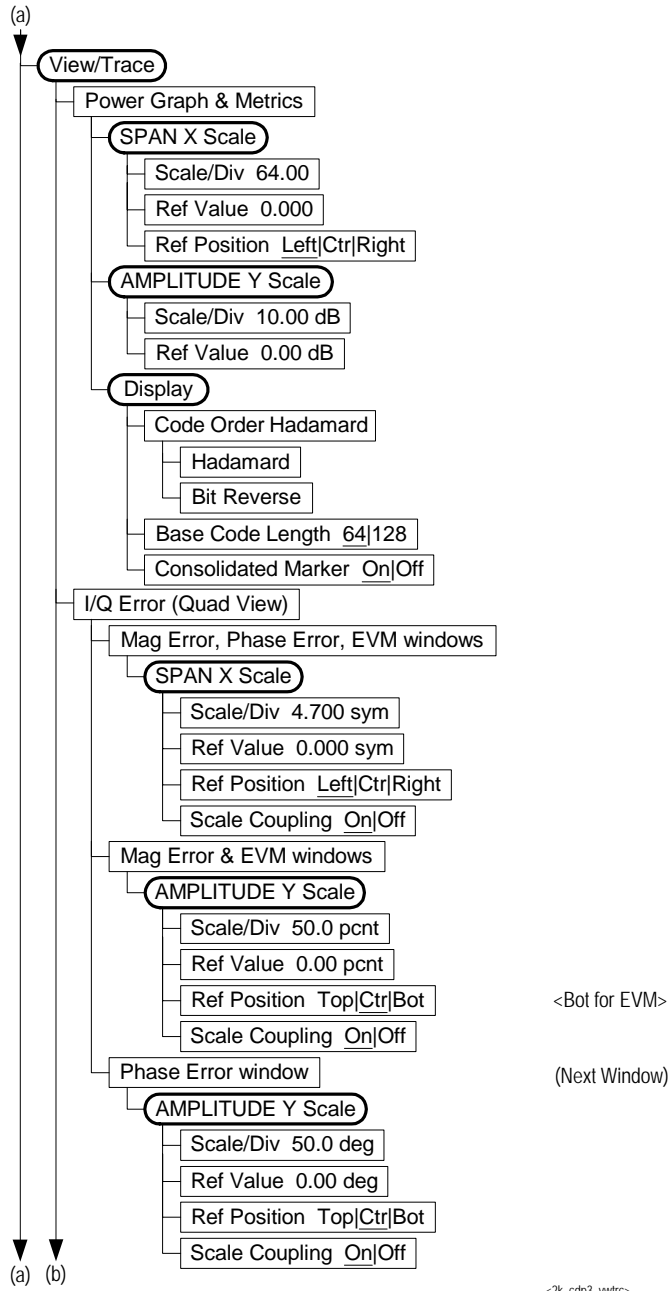 (a)
View/Trace
Power Graph & Metrics
SPAN X Scale
Scale/Div 64.00
Ref Value 0.000
Ref Position Left|Ctr|Right
AMPLITUDE Y Scale
Scale/Div 10.00 dB
Ref Value 0.00 dB
Display
Code Order Hadamard
Hadamard
Bit Reverse
Base Code Length 64|128
Consolidated Marker On|Off
I/Q Error (Quad View)
Mag Error, Phase Error, EVM windows
SPAN X Scale
Scale/Div 4.700 sym
Ref Value 0.000 sym
Ref Position Left|Ctr|Right
Scale Coupling On|Off
Mag Error & EVM windows
AMPLITUDE Y Scale
Scale/Div 50.0 pcnt
Ref Value 0.00 pcnt
Ref Position Top|Ctr|Bot <Bot for EVM>
Scale Coupling On|Off
Phase Error window (Next Window)
AMPLITUDE Y Scale
Scale/Div 50.0 deg
Ref Value 0.00 deg
Ref Position Top|Ctr|Bot
Scale Coupling On|Off
(a) (b)